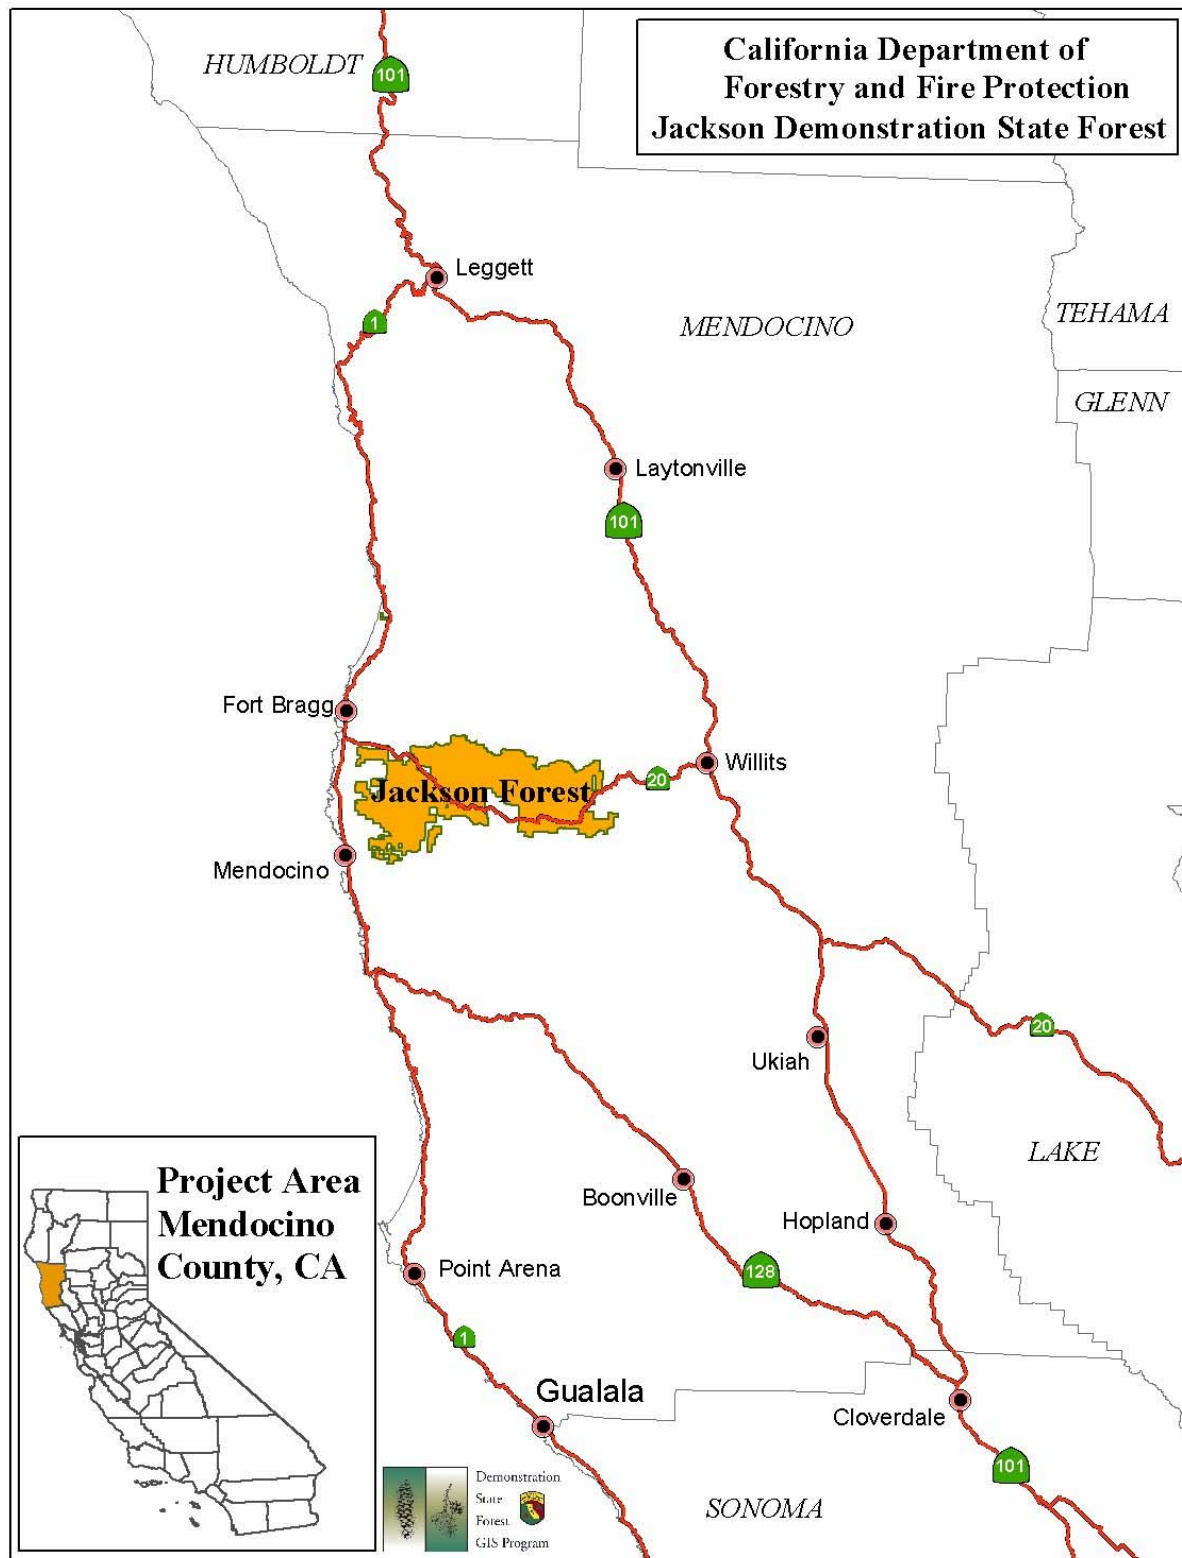 California Department of
Forestry and Fire Protection
Jackson Demonstration State Forest
HUMBOLDT
101
Leggett
1
MENDOCINO
TEHAMA
GLENN
Laytonville
101
Fort Bragg
Willits
20
Jackson Forest
Mendocino
20
Ukiah
LAKE
Boonville
Hopland
Point Arena
128
1
Gualala
Cloverdale
101
SONOMA
Project Area
Mendocino
County, CA
Demonstration
State
Forest
GIS Program